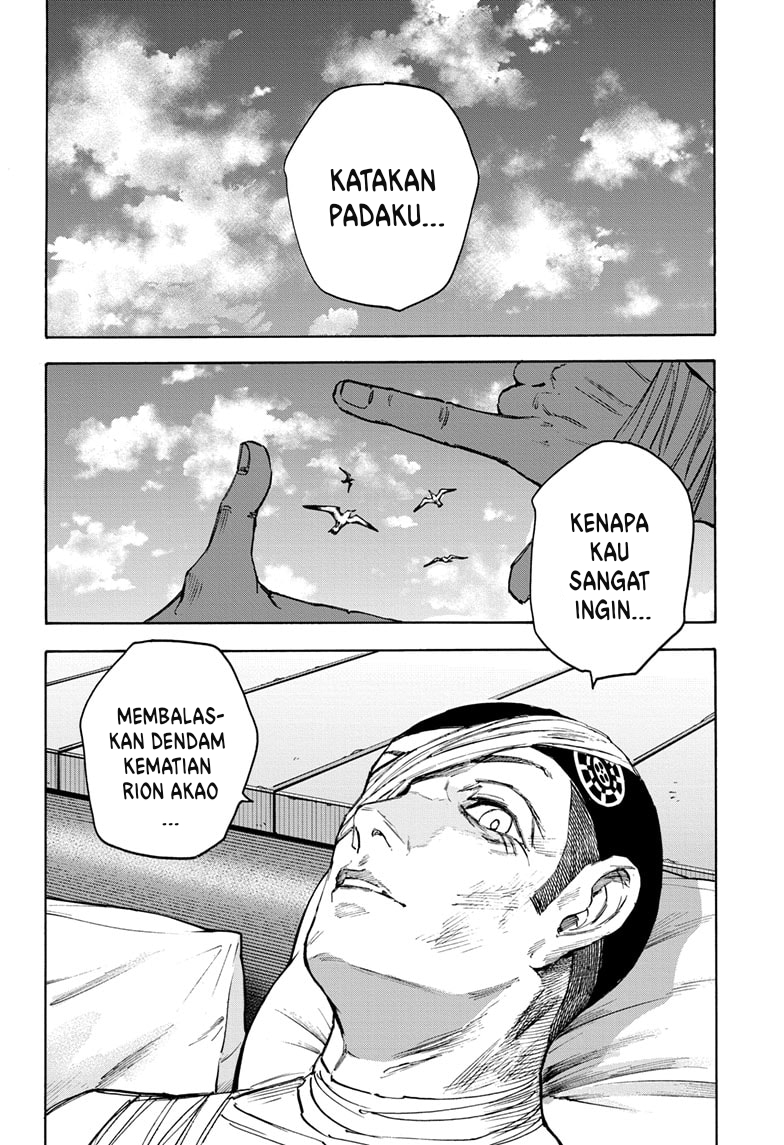 KATAKAN
PADAKU...
KENAPA
KAU
SANGAT
INGIN...
MEMBALAS-
KAN DENDAM
KEMATIAN
RION AKAO
...